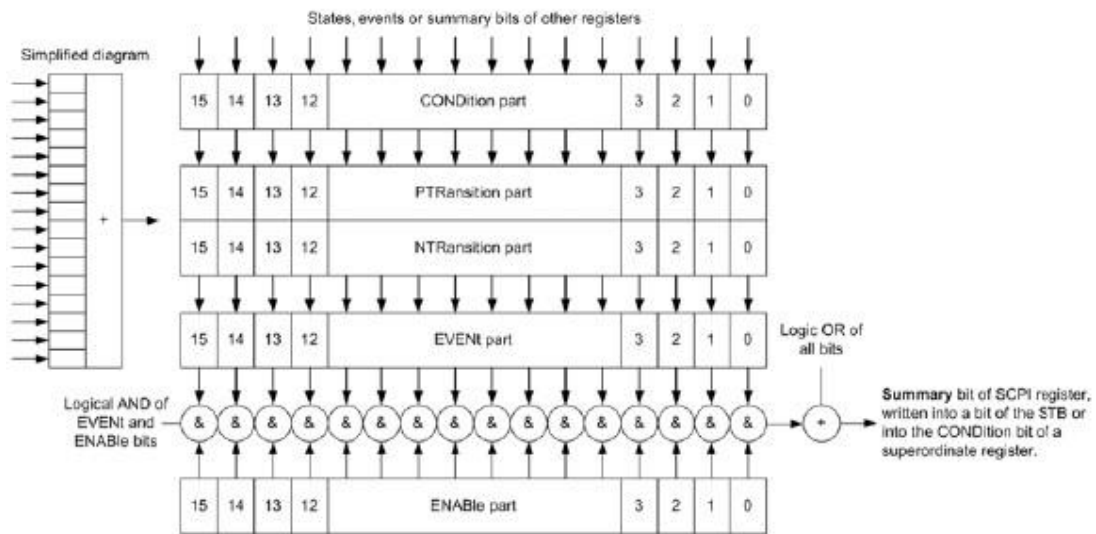 States, events or summary bits of other registers
Simplified diagram
15 14 13 12 CONDition part 3 2 1 0
15 14 13 12 PTRansition part 3 2 1 0
+
15 14 13 12 NTRansition part 3 2 1 0
15 14 13 12 EVENt part 3 2 1 0
Logic OR of
all bits
Logical AND of
EVENt and
ENABle bits
& & & & & & & & & & & & & & & &
+
Summary bit of SCPI register,
written into a bit of the STB or
into the CONDition bit of a
superordinate register.
15 14 13 12 ENABle part 3 2 1 0